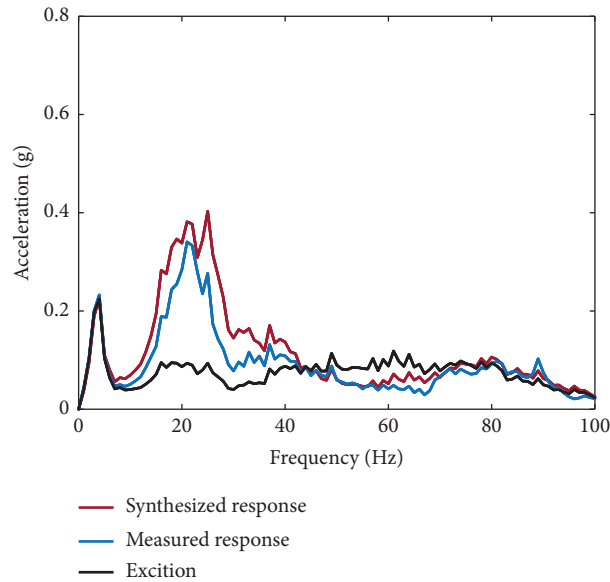 0.8
0.6
0.4
0.2
0
Acceleration (g)
0 20 40 60 80 100
Frequency (Hz)
Synthesized response
Measured response
Excition